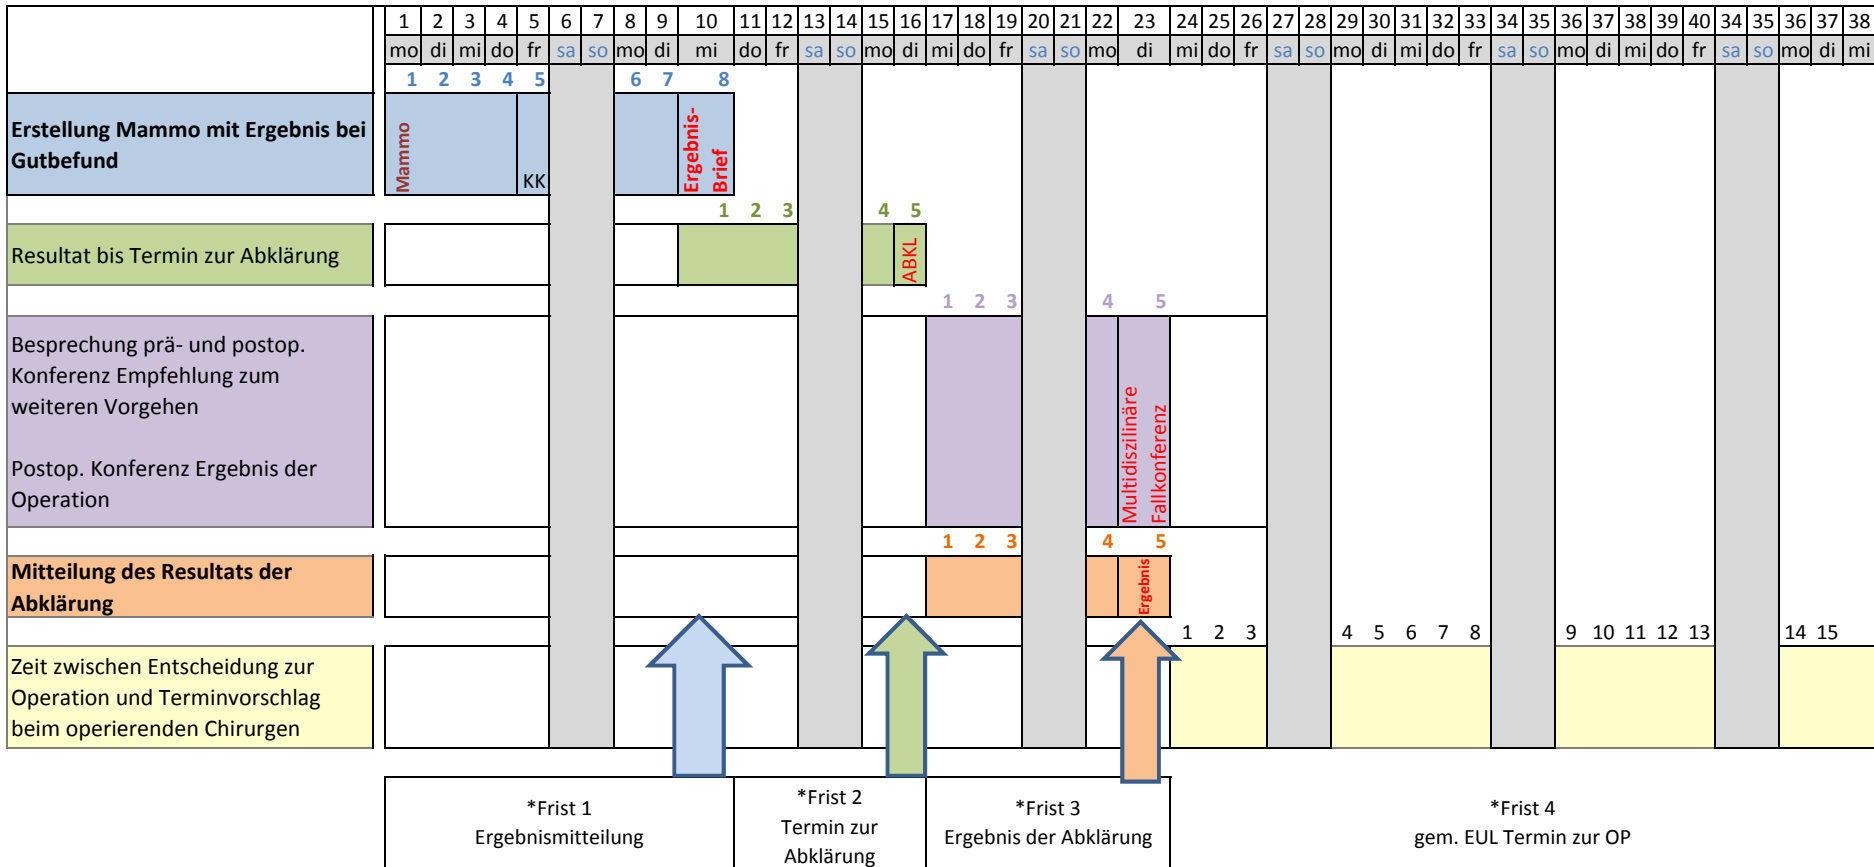 1 2 3 4 5 6 7 8 9 10 11 12 13 14 15 16 17 18 19 20 21 22 23 24 25 26 27 28 29 30 31 32 33 34 35 36 37 38 39 40 34 35 36 37 38
mo di mi do fr sa so mo di mi do fr sa so mo di mi do fr sa so mo di mi do fr sa so mo di mi do fr sa so mo di mi do fr sa so mo di mi
1 2 3 4 5 6 7 8
Erstellung Mammo mit Ergebnis bei
Gutbefund
Mammo
KK
Ergebnis-
Brief
1 2 3 4 5
Resultat bis Termin zur Abklärung
ABKL
1 2 3 4 5
Besprechung prä- und postop.
Konferenz Empfehlung zum
weiteren Vorgehen
Postop. Konferenz Ergebnis der
Operation
Multidiszilinäre
Fallkonferenz
1 2 3 4 5
Mitteilung des Resultats der
Abklärung
Ergebnis
1 2 3 4 5 6 7 8 9 10 11 12 13 14 15
Zeit zwischen Entscheidung zur
Operation und Terminvorschlag
beim operierenden Chirurgen
*Frist 1
Ergebnismitteilung
*Frist 2
Termin zur
Abklärung
*Frist 3
Ergebnis der Abklärung
*Frist 4
gem. EUL Termin zur OP